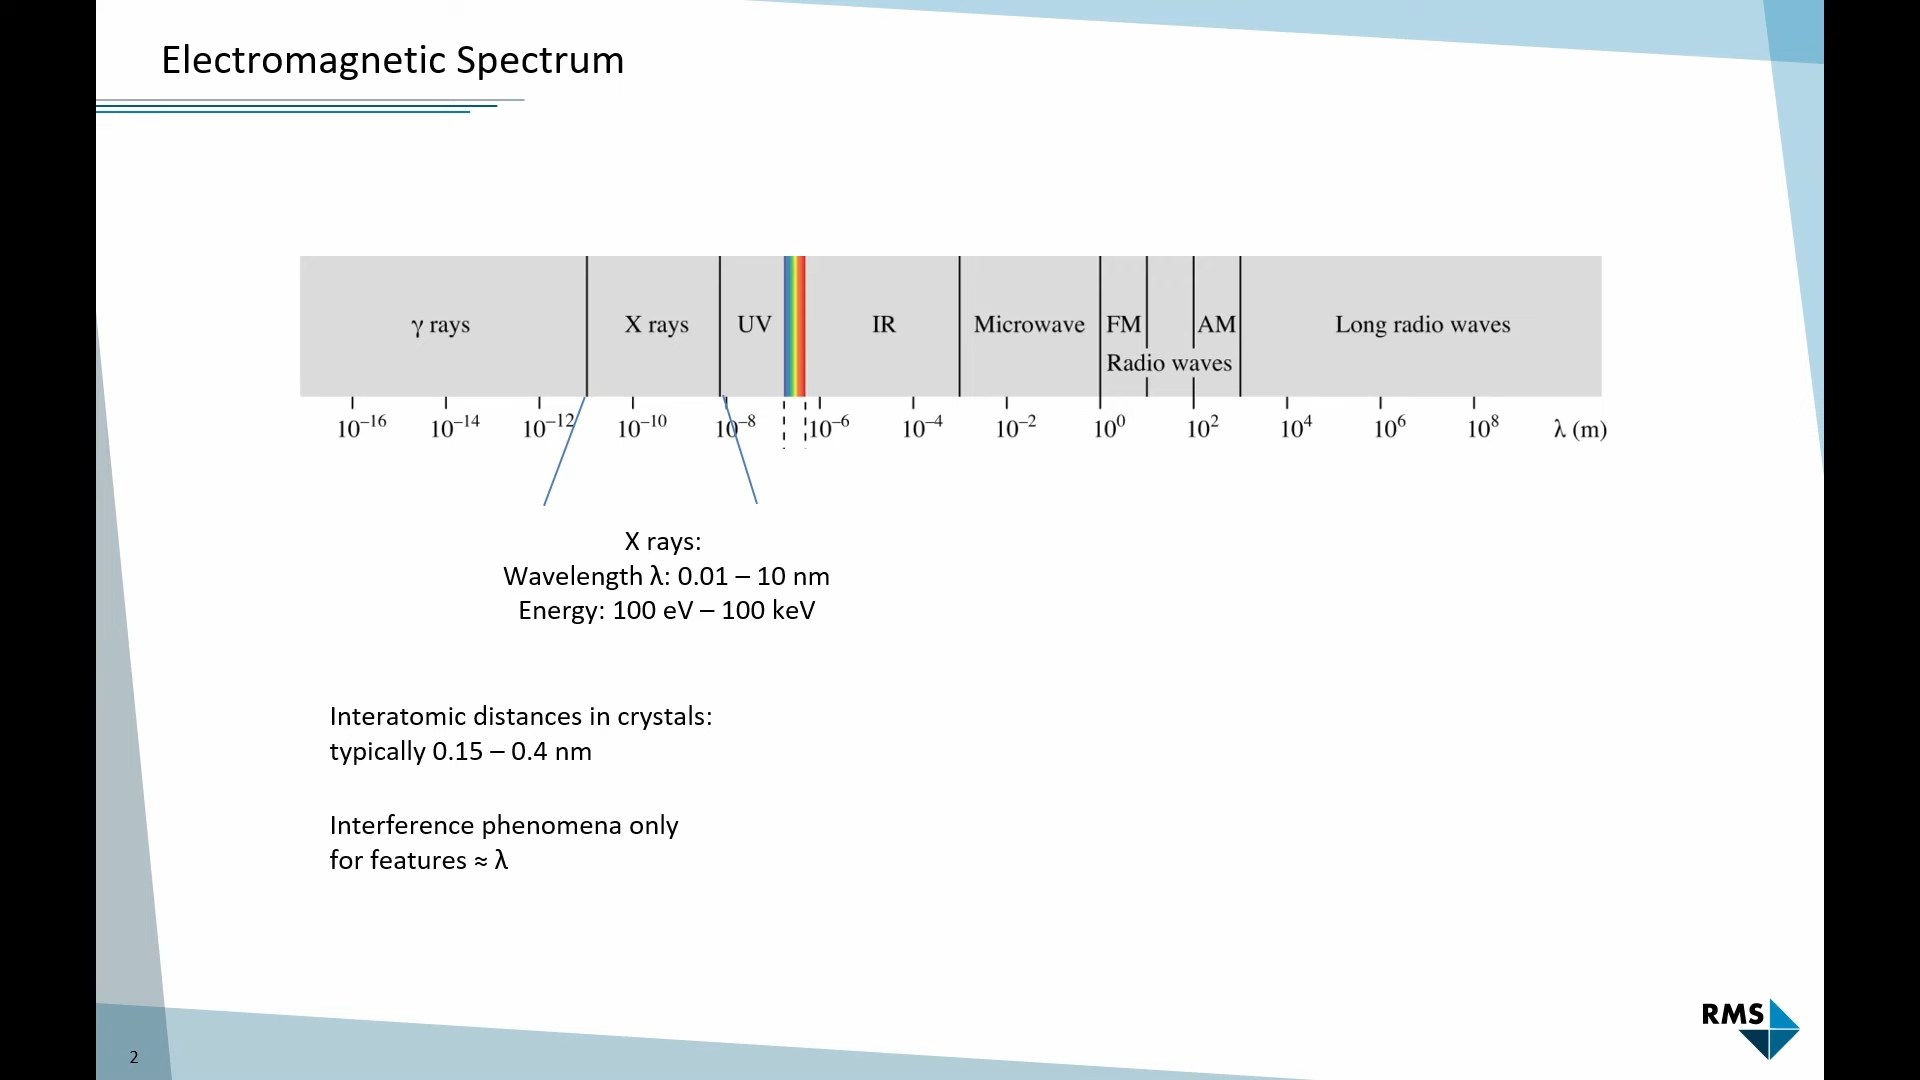 Electromagnetic Spectrum
γ rays
X rays
UV
IR
Microwave
FM
AM
Radio waves
Long radio waves
10⁻¹⁶ 10⁻¹⁴ 10⁻¹² 10⁻¹⁰ 10⁻⁸ 10⁻⁶ 10⁻⁴ 10⁻² 10⁰ 10² 10⁴ 10⁶ 10⁸ λ (m)
X rays:
Wavelength λ: 0.01 – 10 nm
Energy: 100 eV – 100 keV
Interatomic distances in crystals:
typically 0.15 – 0.4 nm
Interference phenomena only
for features ≈ λ
RMS
2